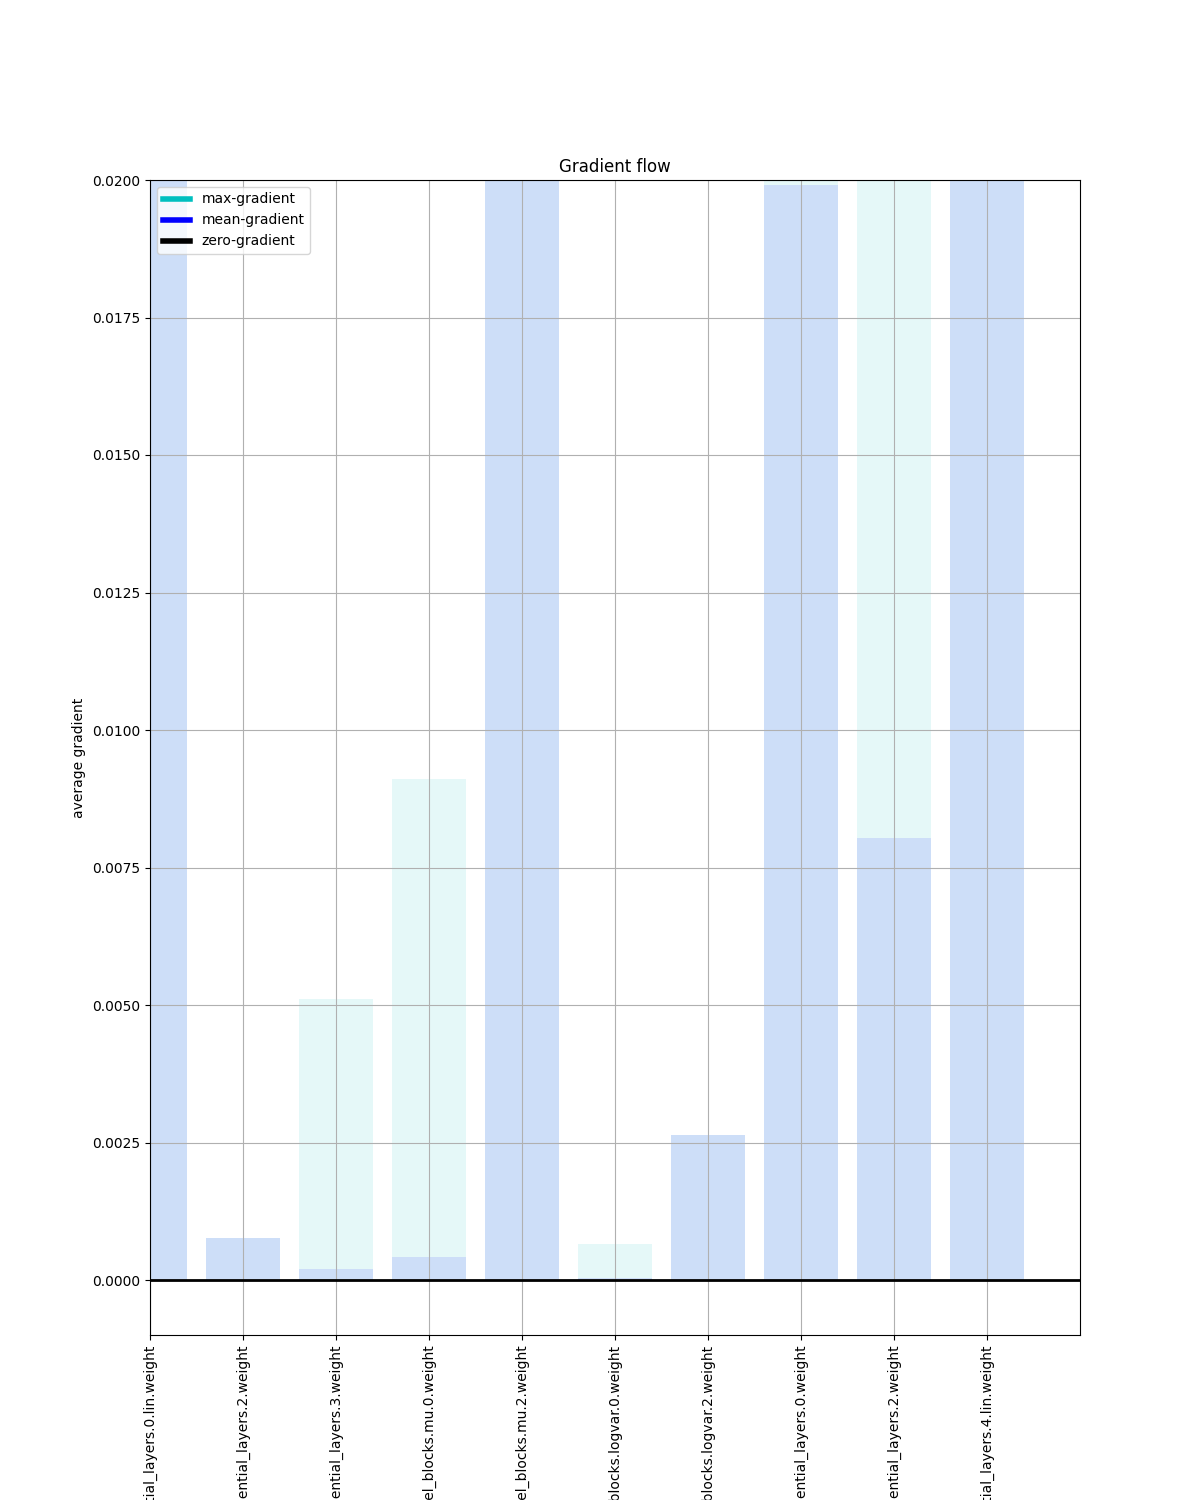 Gradient flow
max-gradient
mean-gradient
zero-gradient
0.0200
0.0175
0.0150
0.0125
0.0100
0.0075
0.0050
0.0025
0.0000
average gradient
tial_layers.0.lin.weight
ential_layers.2.weight
ential_layers.3.weight
el_blocks.mu.0.weight
el_blocks.mu.2.weight
blocks.logvar.0.weight
blocks.logvar.2.weight
ential_layers.0.weight
ential_layers.2.weight
tial_layers.4.lin.weight